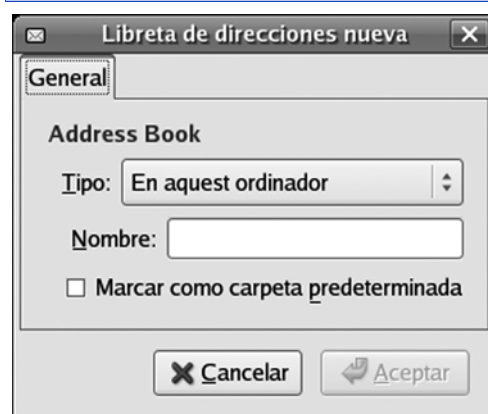 Libreta de direcciones nueva
General
Address Book
Tipo: En aquest ordinador
Nombre:
Marcar como carpeta predeterminada
Cancelar Aceptar